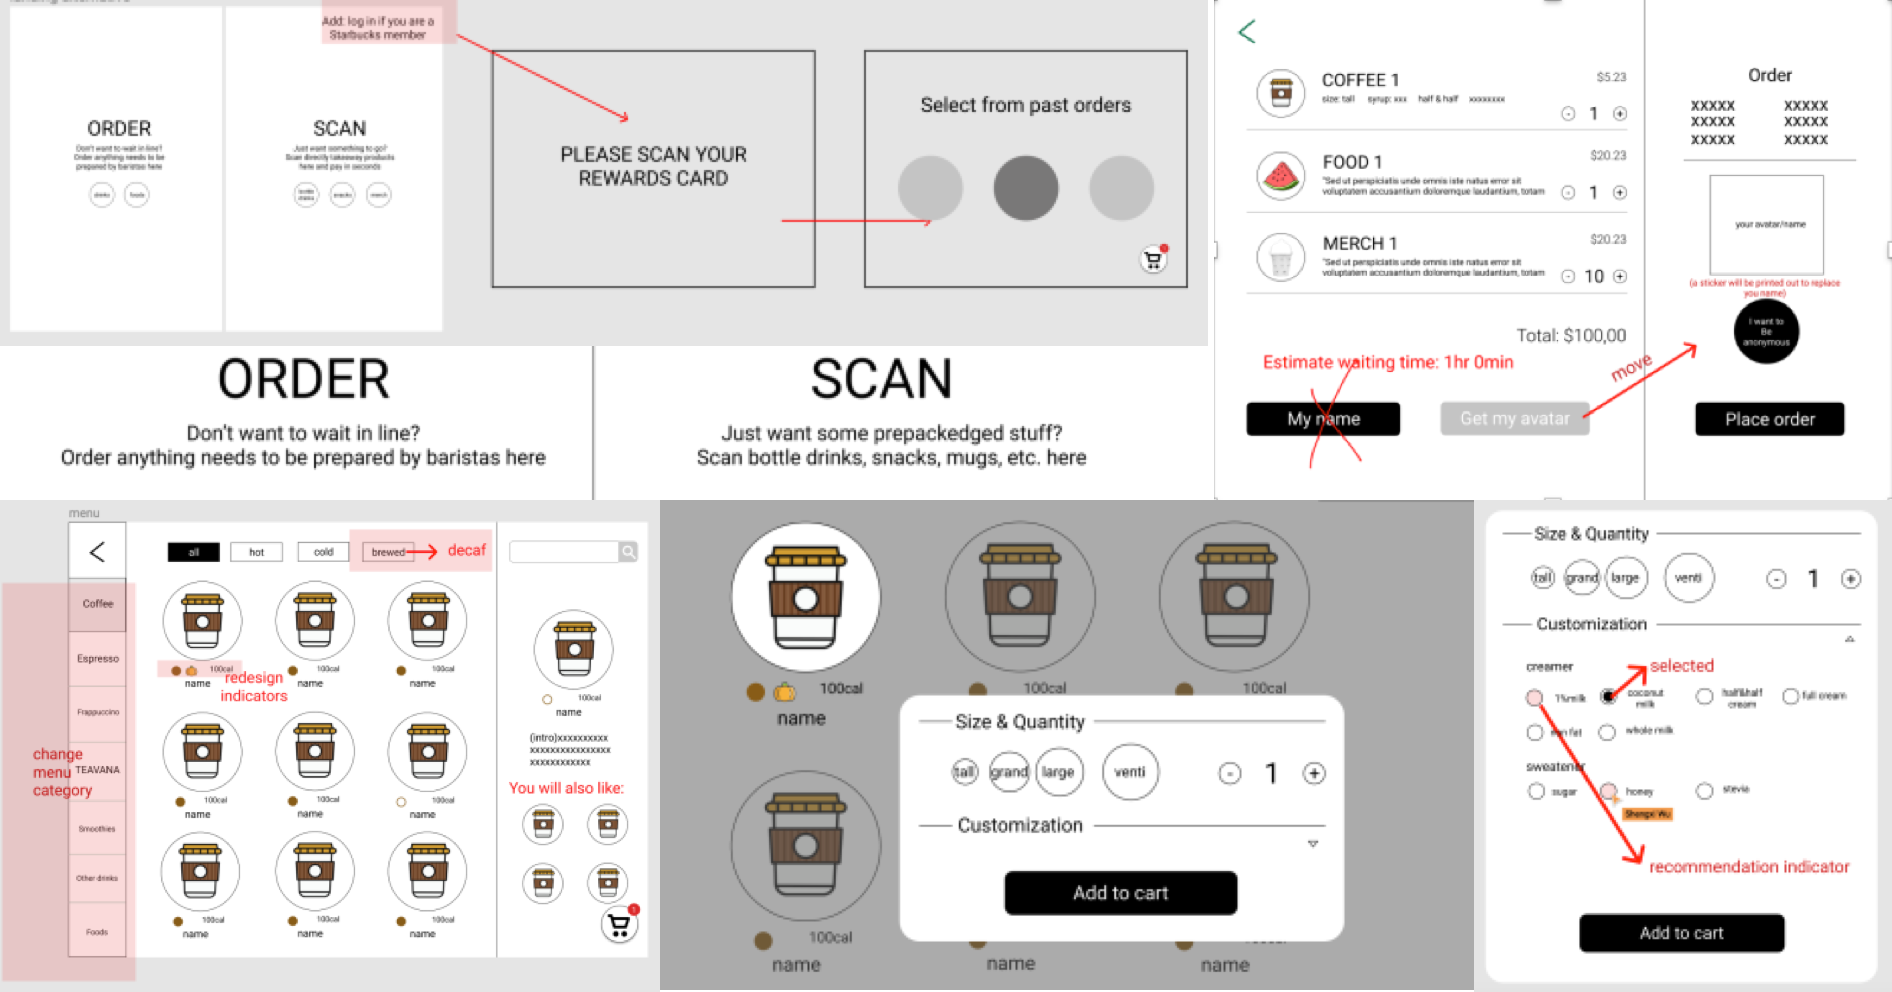 landing alternative
Add: log in if you are a
Starbucks member
ORDER
Don't want to wait in line?
Order anything needs to be
prepared by baristas here
drinks
foods
SCAN
Just want something to go?
Scan directly takeaway products
here and pay in seconds
bottle
drinks
snacks
merch
PLEASE SCAN YOUR
REWARDS CARD
Select from past orders
COFFEE 1
$5.23
size: tall syrup: xxx half & half xxxxxxxx
- 1 +
FOOD 1
$20.23
"Sed ut perspiciatis unde omnis iste natus error sit
voluptatem accusantium doloremque laudantium, totam
- 1 +
MERCH 1
$20.23
"Sed ut perspiciatis unde omnis iste natus error sit
voluptatem accusantium doloremque laudantium, totam
- 10 +
Total: $100,00
Estimate waiting time: 1hr 0min
My name
Get my avatar
move
Order
XXXXX XXXXX
XXXXX XXXXX
XXXXX XXXXX
your avatar/name
(a sticker will be printed out to replace
you name)
I want to
Be
anonymous
Place order
ORDER
Don't want to wait in line?
Order anything needs to be prepared by baristas here
SCAN
Just want some prepackedged stuff?
Scan bottle drinks, snacks, mugs, etc. here
menu
all
hot
cold
brewed
decaf
Coffee
Espresso
Frappuccino
TEAVANA
Smoothies
Other drinks
Foods
change
menu
category
100cal
name
redesign
indicators
100cal
name
100cal
name
100cal
name
100cal
name
100cal
name
100cal
name
100cal
name
100cal
name
100cal
name
(intro)xxxxxxxxxx
xxxxxxxxxxxxxxxx
xxxxxxxxxxxx
You will also like:
1
100cal
name
100cal
100cal
Size & Quantity
tall
grand
large
venti
- 1 +
Customization
Add to cart
100cal
name
name
name
Size & Quantity
tall
grand
large
venti
- 1 +
Customization
creamer
selected
1%milk
coconut
milk
half&half
cream
full cream
non fat
whole milk
sweatener
sugar
honey
stevia
Shengxi Wu
recommendation indicator
Add to cart